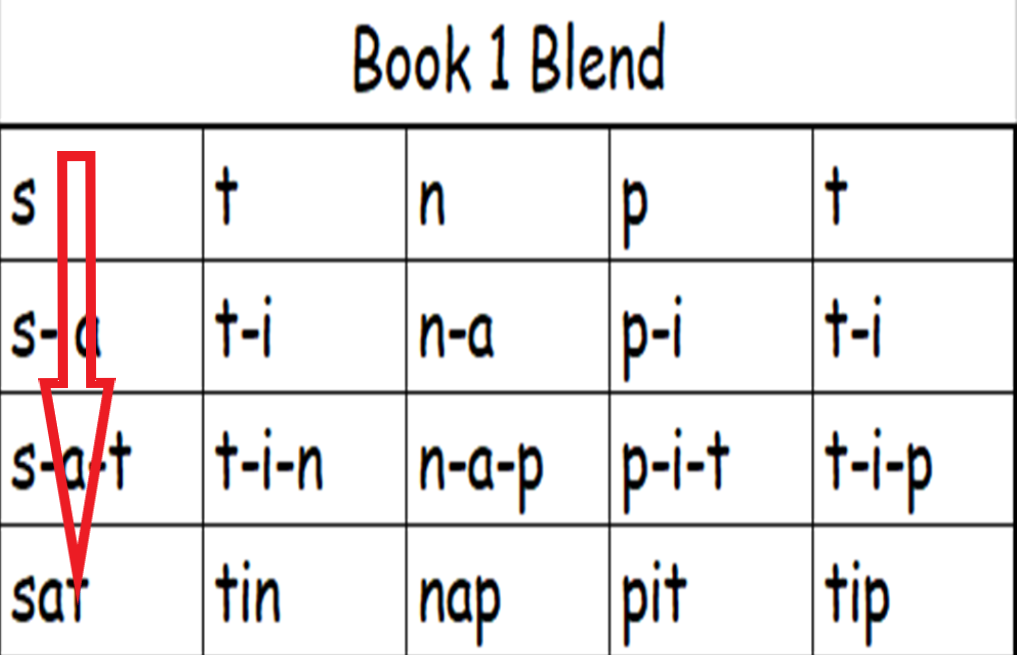 Book 1 Blend
s t n p t
s-a t-i n-a p-i t-i
s-a-t t-i-n n-a-p p-i-t t-i-p
sat tin nap pit tip